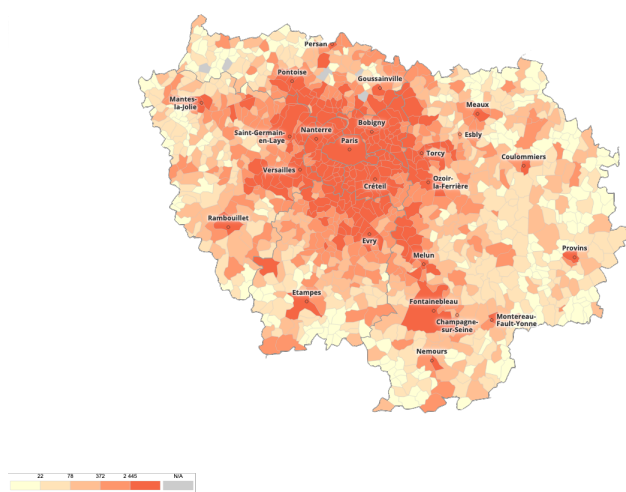 Persan
Pontoise
Goussainville
Mantes-
la-Jolie
Meaux
Bobigny
Saint-Germain-
en-Laye
Nanterre
Esbly
Paris
Torcy
Coulommiers
Versailles
Ozoir-
la-Ferrière
Créteil
Rambouillet
Évry
Provins
Melun
Etampes
Fontainebleau
Champagne-
sur-Seine
Montereau-
Fault-Yonne
Nemours
22 78 372 2 445 N/A